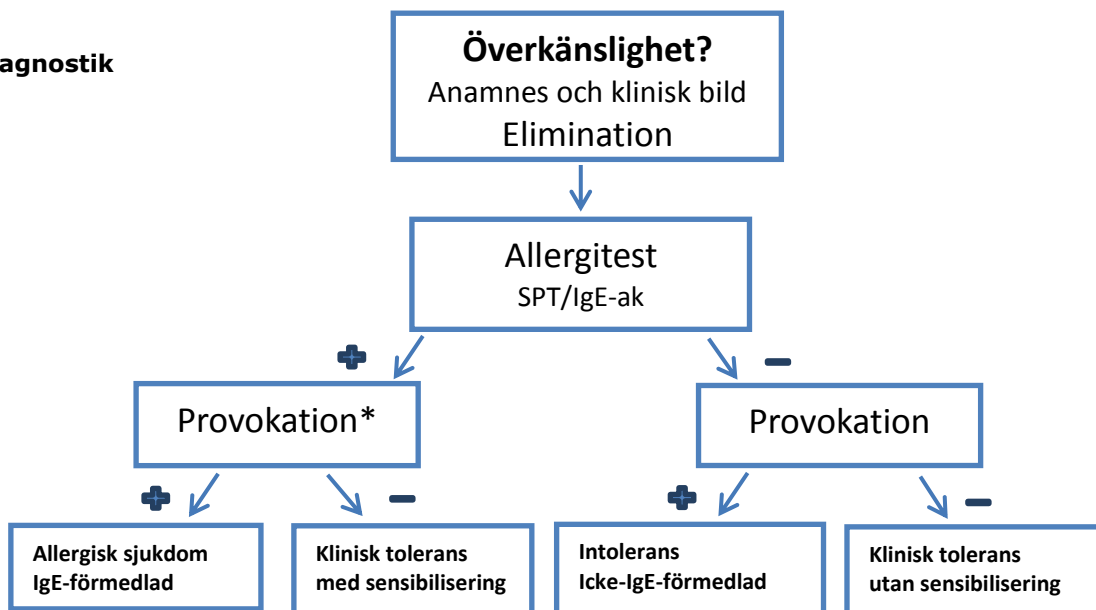 agnostik
Överkänslighet?
Anamnes och klinisk bild
Elimination
Allergitest
SPT/IgE-ak
Provokation*
Provokation
Allergisk sjukdom
IgE-förmedlad
Klinisk tolerans
med sensibilisering
Intolerans
Icke-IgE-förmedlad
Klinisk tolerans
utan sensibilisering